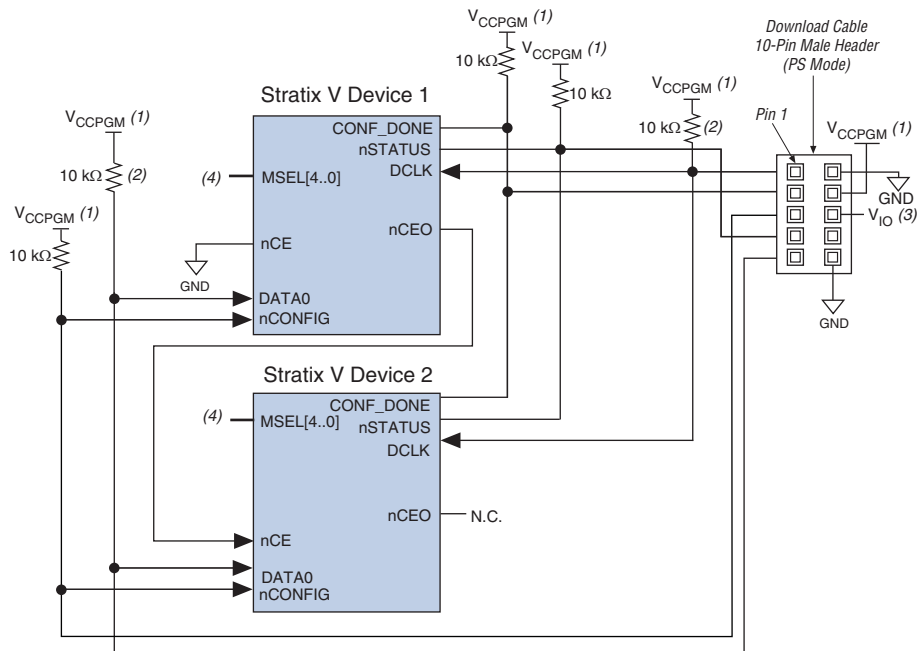 VCCPGM (1)
10 kΩ
VCCPGM (1)
10 kΩ
VCCPGM (1)
10 kΩ (2)
Download Cable
10-Pin Male Header
(PS Mode)
Pin 1
VCCPGM (1)
GND
VIO (3)
GND
VCCPGM (1)
10 kΩ (2)
VCCPGM (1)
10 kΩ
Stratix V Device 1
CONF_DONE
nSTATUS
(4)
MSEL[4..0]
DCLK
nCEO
nCE
GND
DATA0
nCONFIG
Stratix V Device 2
CONF_DONE
(4)
MSEL[4..0]
nSTATUS
DCLK
nCEO
N.C.
nCE
DATA0
nCONFIG